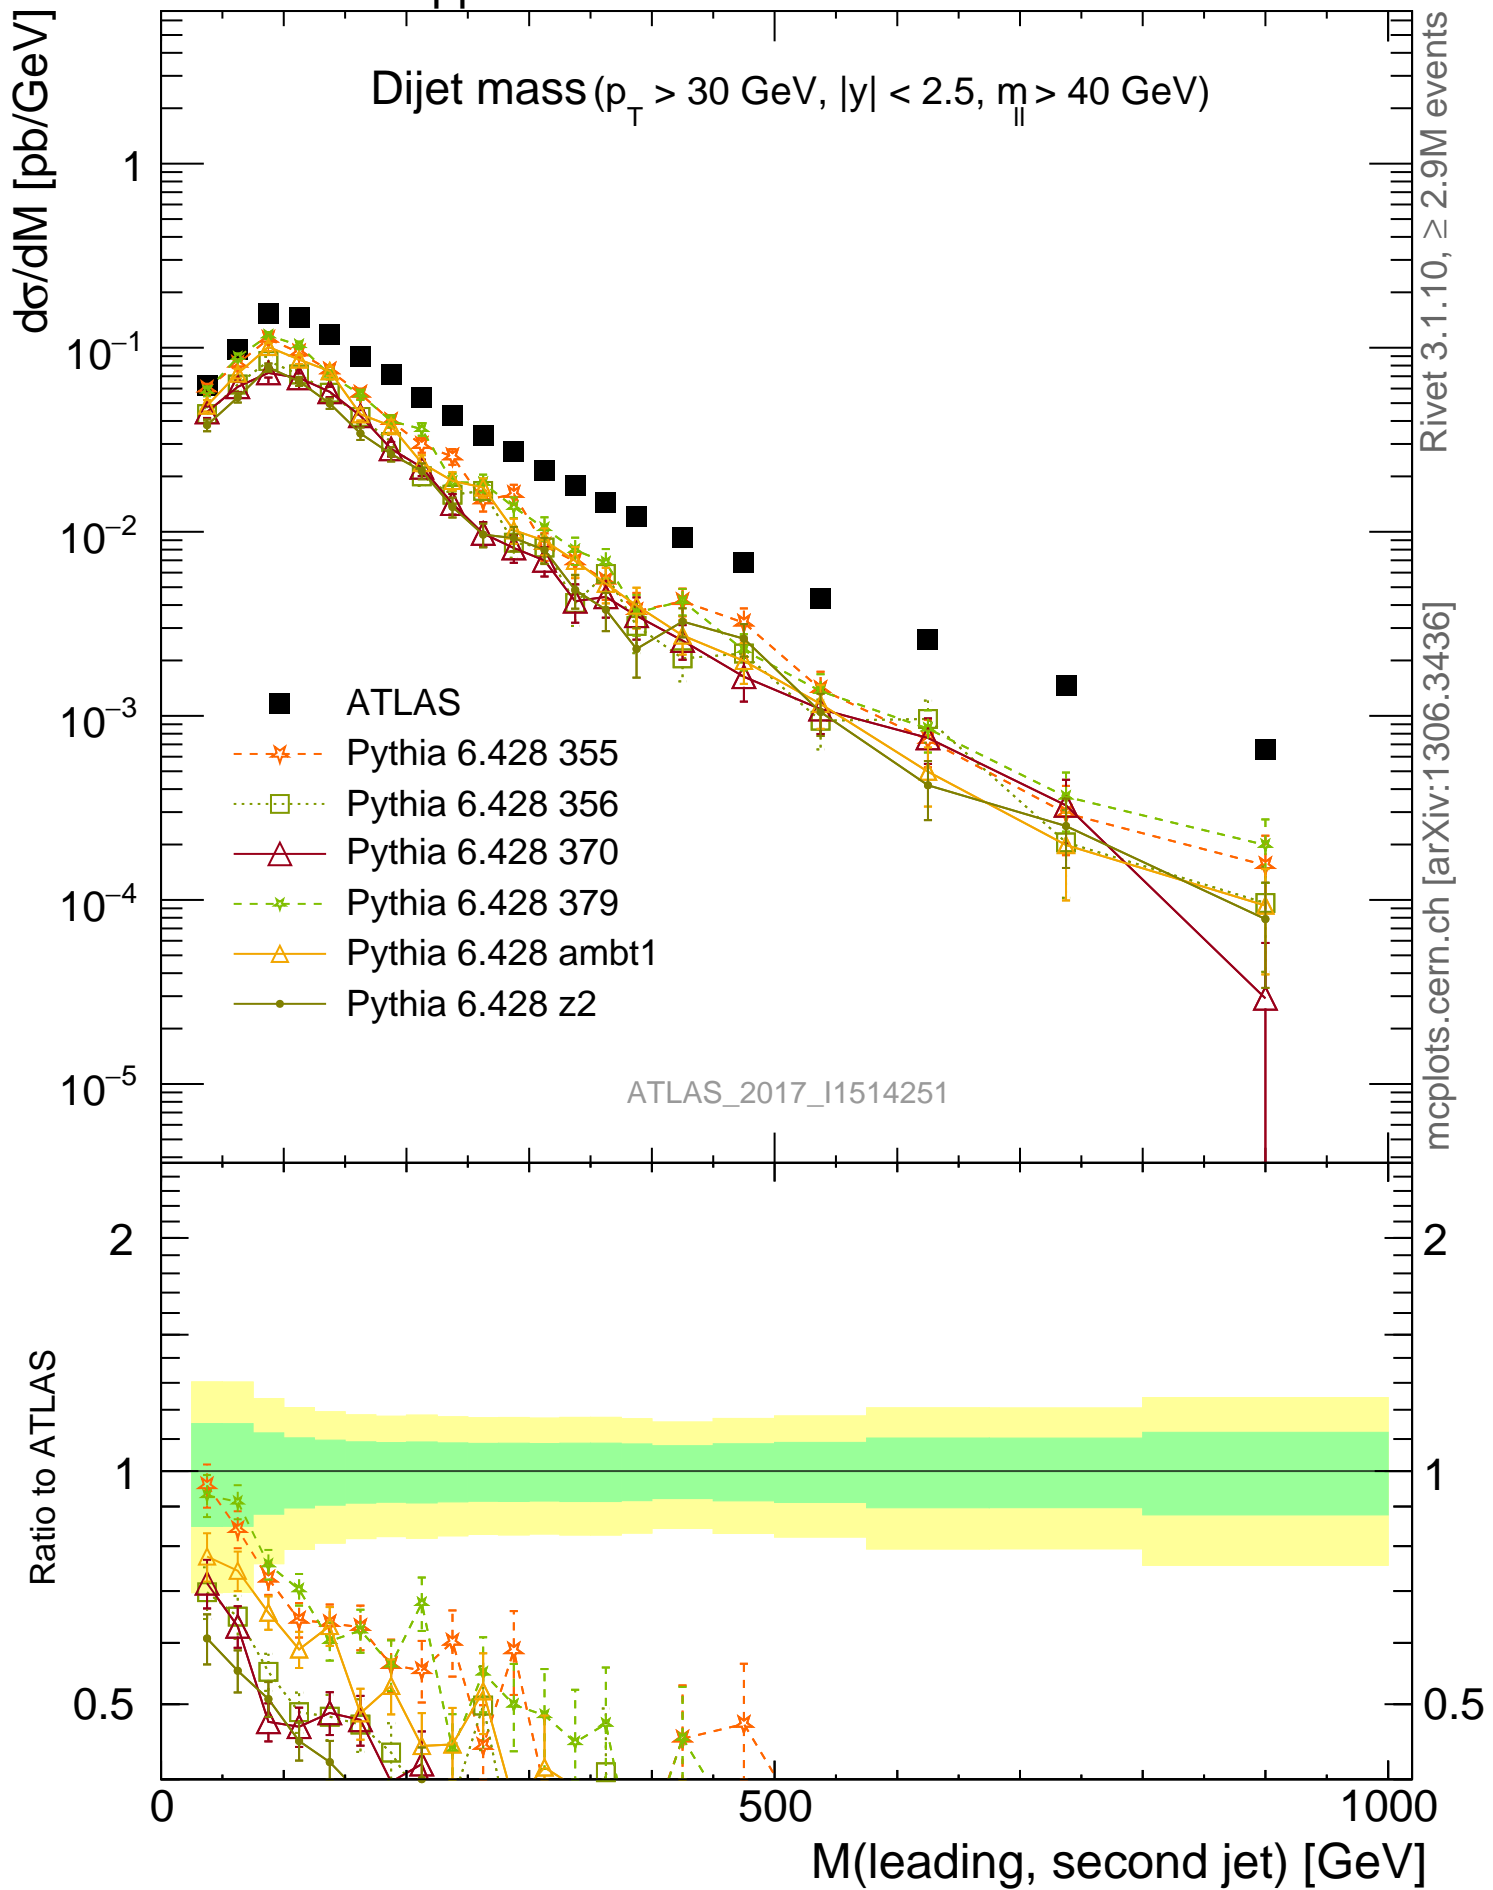 Dijet mass (p_T > 30 GeV, |y| < 2.5, m_ll > 40 GeV)
dσ/dM [pb/GeV]
1
10^−1
10^−2
10^−3
10^−4
10^−5
ATLAS
Pythia 6.428 355
Pythia 6.428 356
Pythia 6.428 370
Pythia 6.428 379
Pythia 6.428 ambt1
Pythia 6.428 z2
ATLAS_2017_I1514251
Rivet 3.1.10, ≥ 2.9M events
mcplots.cern.ch [arXiv:1306.3436]
Ratio to ATLAS
2
1
0.5
2
1
0.5
0
500
1000
M(leading, second jet) [GeV]